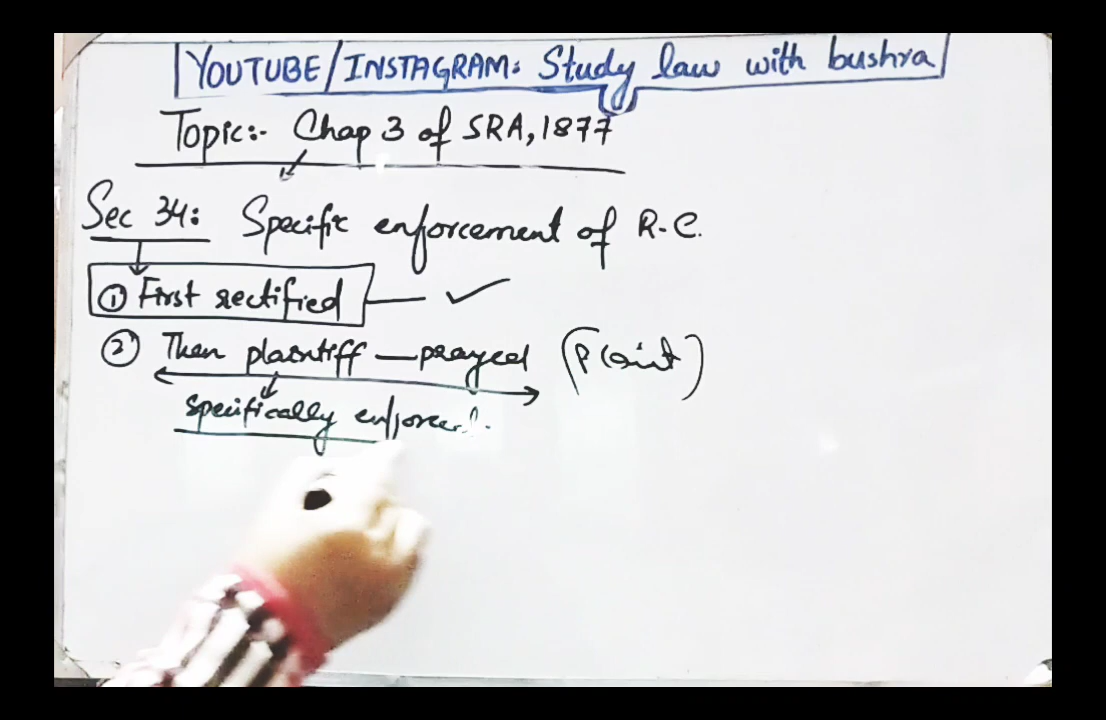 YOUTUBE/INSTAGRAM: Study law with bushra
Topic:- Chap 3 of SRA, 1877
Sec 34: Specific enforcement of R.C.
① First rectified ✓
② Then plaintiff — prayed (Plaint)
specifically enforced.